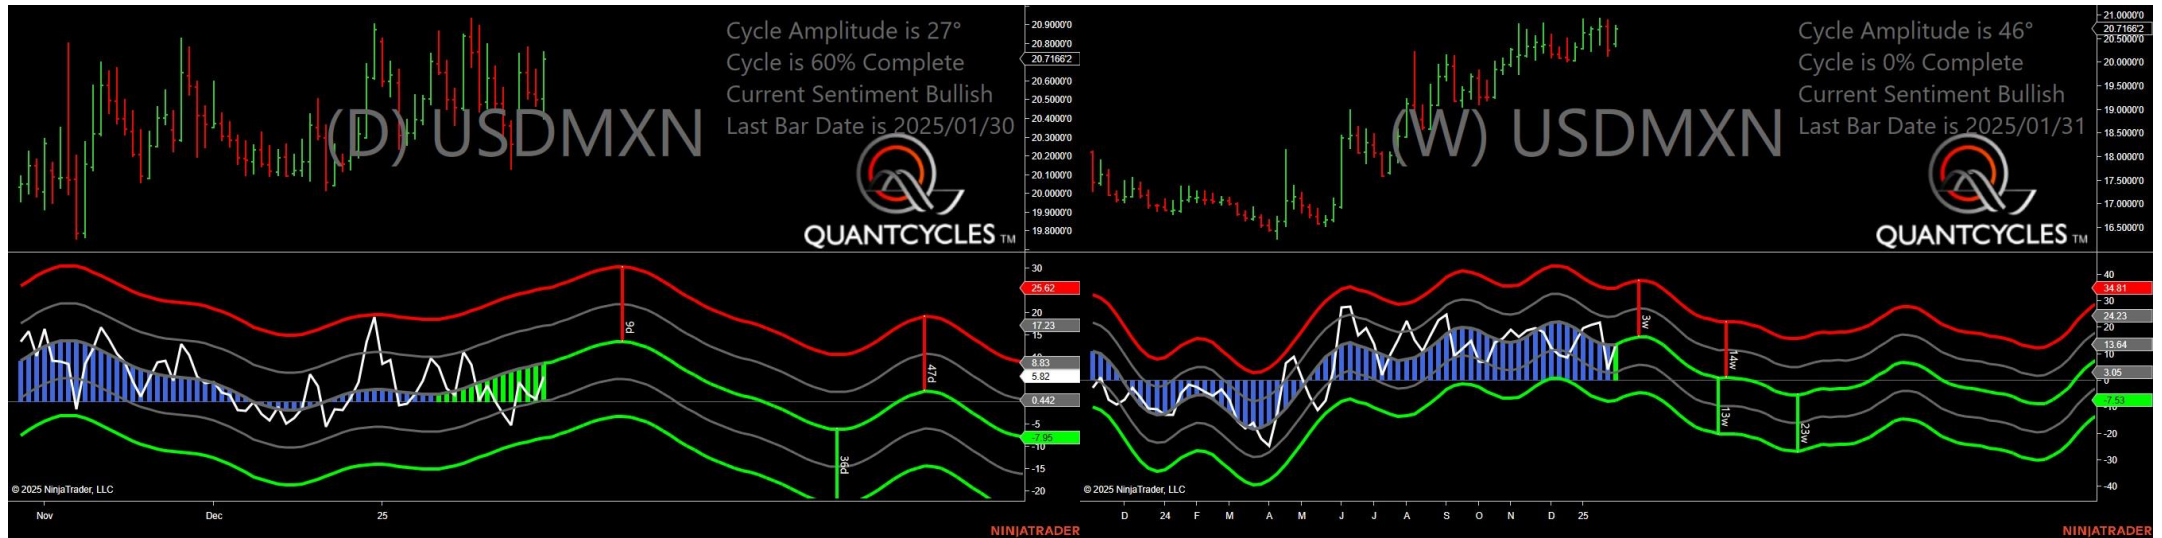 Cycle Amplitude is 27°
Cycle is 60% Complete
Current Sentiment Bullish
Last Bar Date is 2025/01/30
(D) USDMXN
QUANTCYCLES TM
20.9000'0
20.8000'0
20.7166'2
20.6000'0
20.5000'0
20.4000'0
20.3000'0
20.2000'0
20.1000'0
20.0000'0
19.9000'0
19.8000'0
30
25.62
20
17.23
15
8.83
5.82
0.442
-5
-7.95
-10
-15
-20
9d
47d
36d
© 2025 NinjaTrader, LLC
Nov
Dec
25
NINJATRADER
Cycle Amplitude is 46°
Cycle is 0% Complete
Current Sentiment Bullish
Last Bar Date is 2025/01/31
(W) USDMXN
QUANTCYCLES TM
21.0000'0
20.7166'2
20.5000'0
20.0000'0
19.5000'0
19.0000'0
18.5000'0
18.0000'0
17.5000'0
17.0000'0
16.5000'0
40
34.81
30
24.23
20
13.64
10
3.05
0
-7.53
-20
-30
-40
3w
14w
13w
23w
© 2025 NinjaTrader, LLC
D
24
F
M
A
M
J
J
A
S
O
N
D
25
NINJATRADER